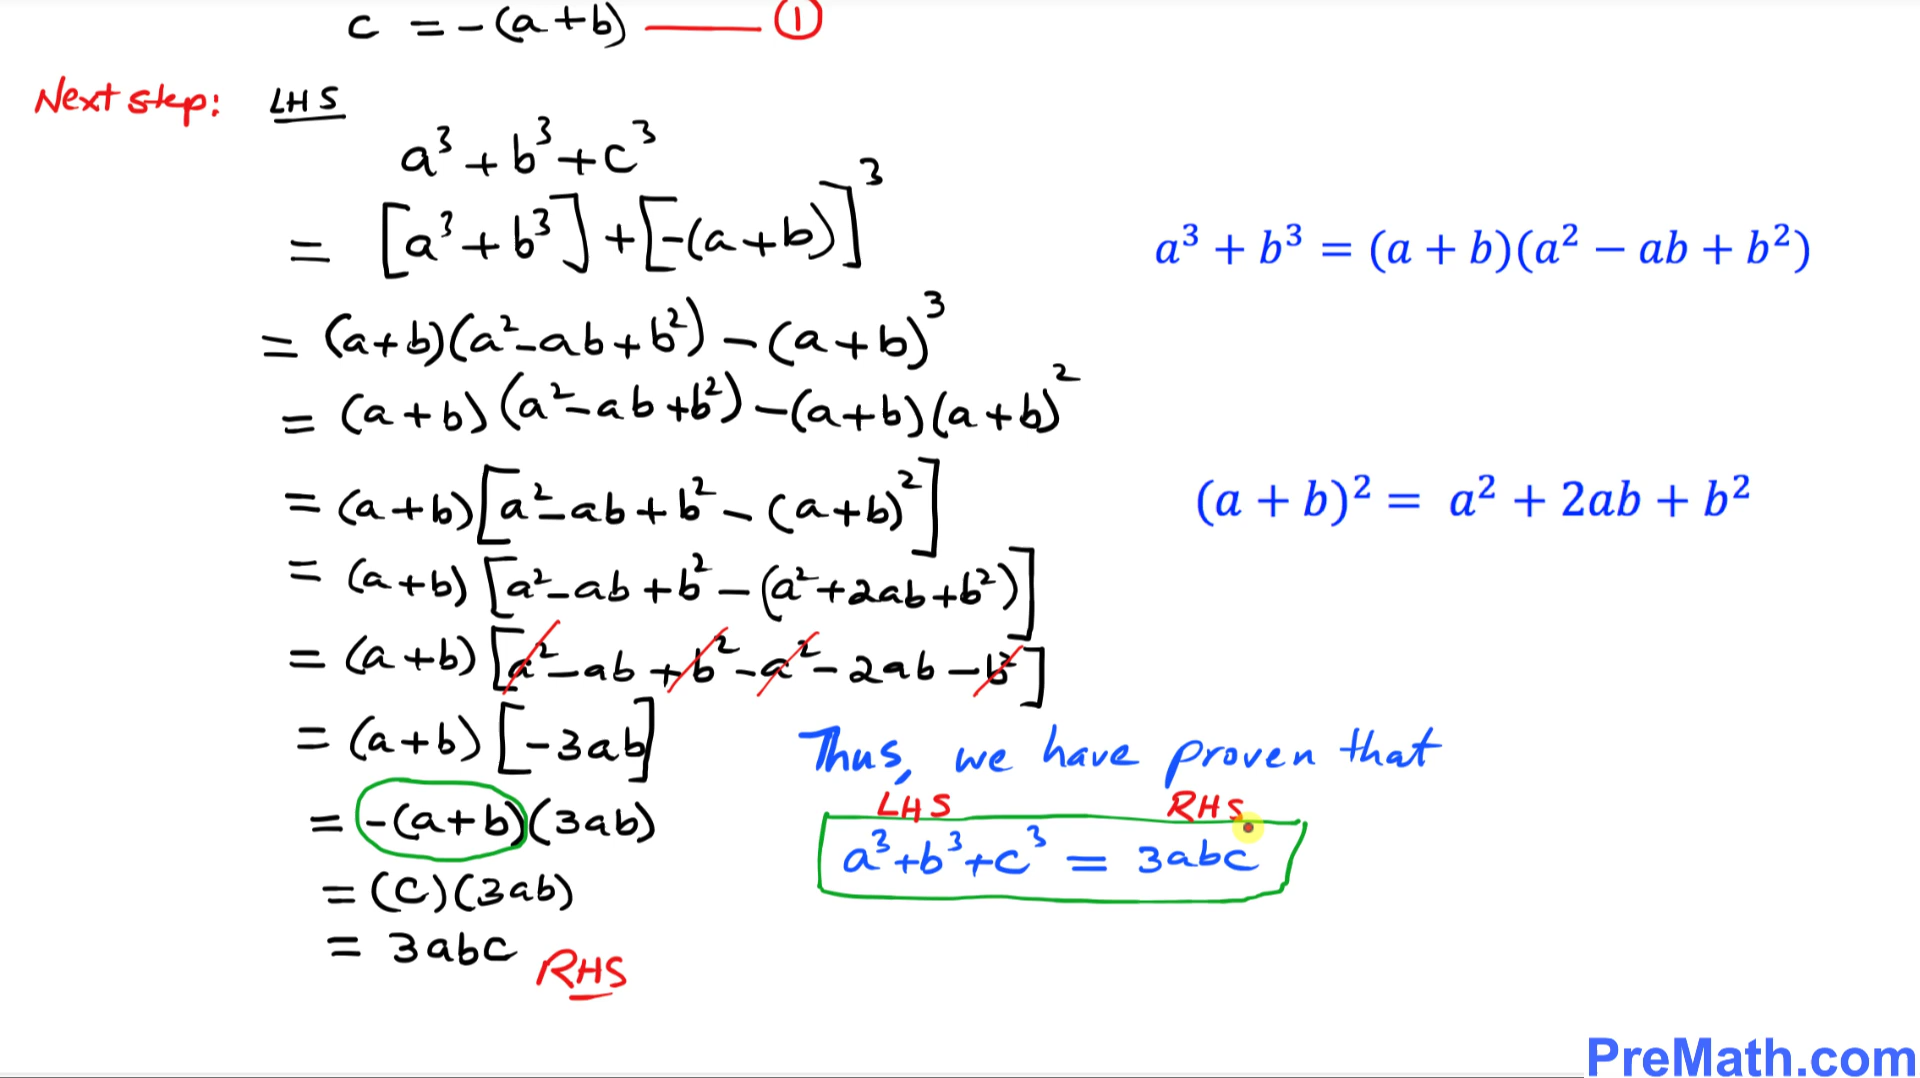 c = -(a+b) —— ①
Next step: LHS
a³ + b³ + c³
= [a³ + b³] + [-(a+b)]³
a³ + b³ = (a + b)(a² − ab + b²)
= (a+b)(a² - ab + b²) - (a+b)³
= (a+b)(a² - ab + b²) - (a+b)(a+b)²
= (a+b)[a² - ab + b² - (a+b)²]
(a + b)² = a² + 2ab + b²
= (a+b)[a² - ab + b² - (a² + 2ab + b²)]
= (a+b)[a² - ab + b² - a² - 2ab - b²]
= (a+b)[-3ab]
= -(a+b)(3ab)
= (C)(3ab)
= 3abc RHS
Thus, we have proven that
LHS RHS
a³ + b³ + c³ = 3abc
PreMath.com